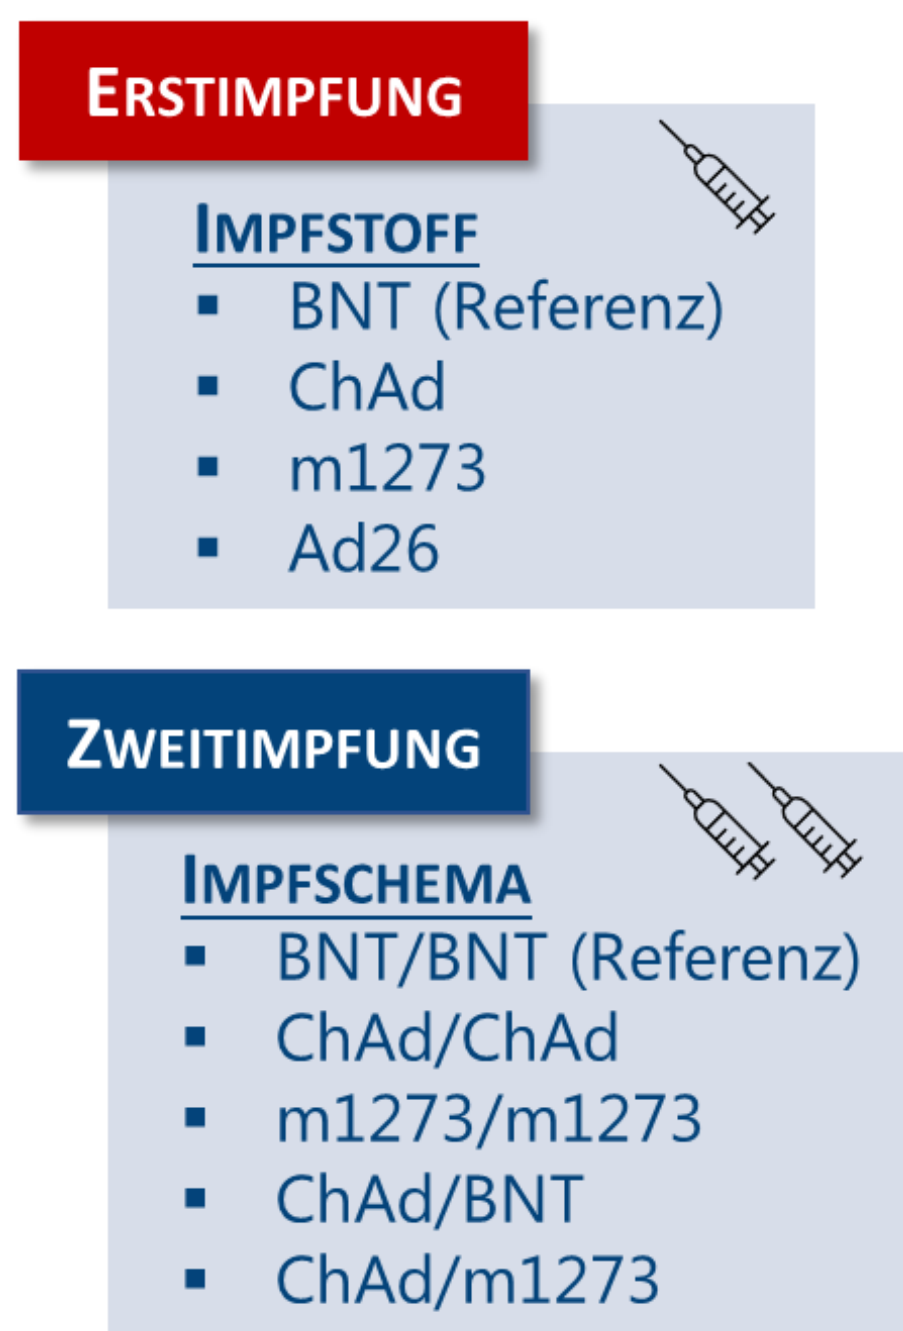 ERSTIMPFUNG
IMPFSTOFF
▪ BNT (Referenz)
▪ ChAd
▪ m1273
▪ Ad26
ZWEITIMPFUNG
IMPFSCHEMA
▪ BNT/BNT (Referenz)
▪ ChAd/ChAd
▪ m1273/m1273
▪ ChAd/BNT
▪ ChAd/m1273